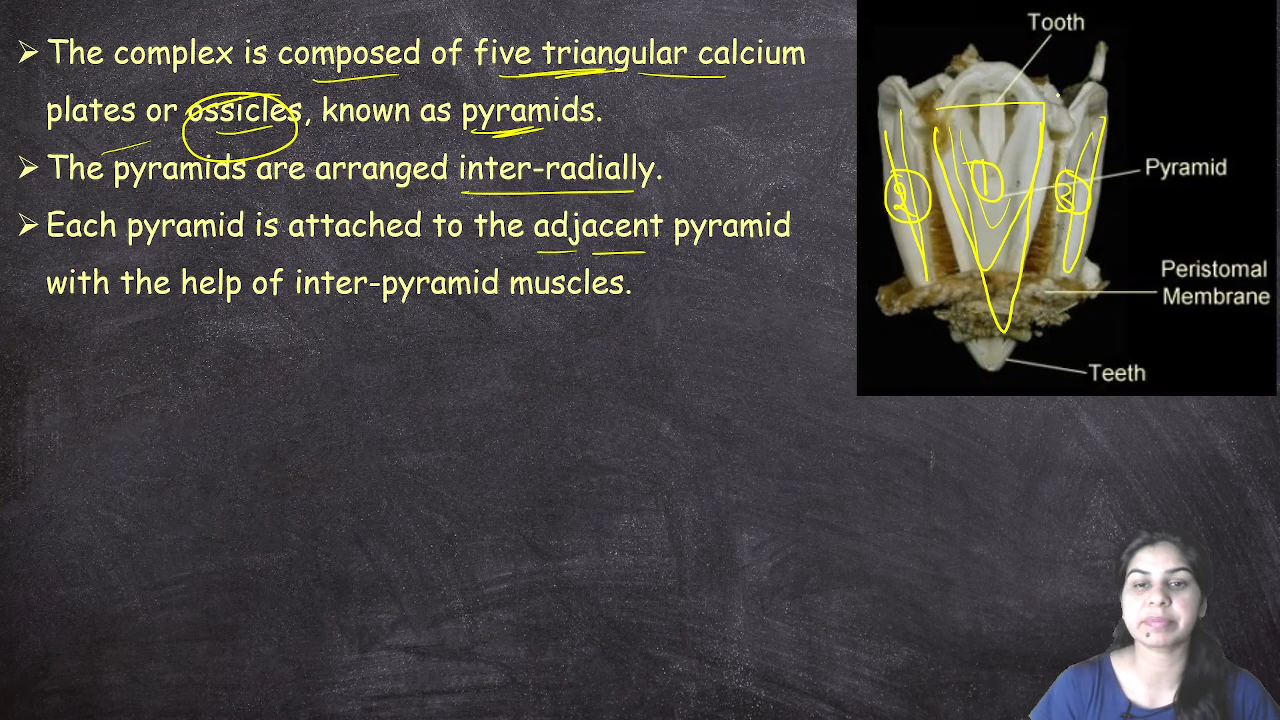 ➢ The complex is composed of five triangular calcium
plates or ossicles, known as pyramids.
➢ The pyramids are arranged inter-radially.
➢ Each pyramid is attached to the adjacent pyramid
with the help of inter-pyramid muscles.
Tooth
Pyramid
Peristomal
Membrane
Teeth
1